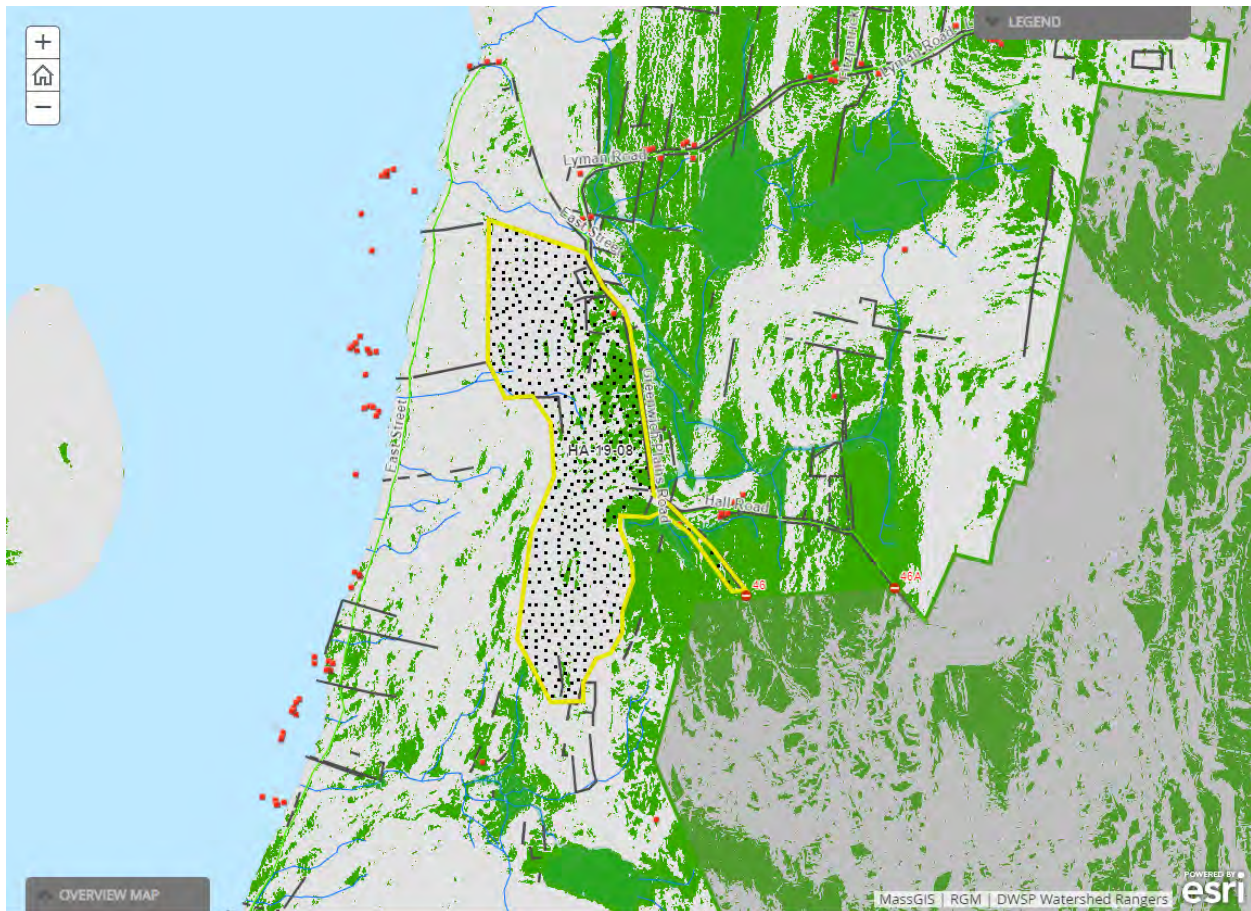 +
−
LEGEND
Lyman Road
Lyman Road
East Street
East Street
Greenwich Plains Road
HA-19-08
Hall Road
46
46A
OVERVIEW MAP
MassGIS | RGM | DWSP Watershed Rangers
POWERED BY
esri